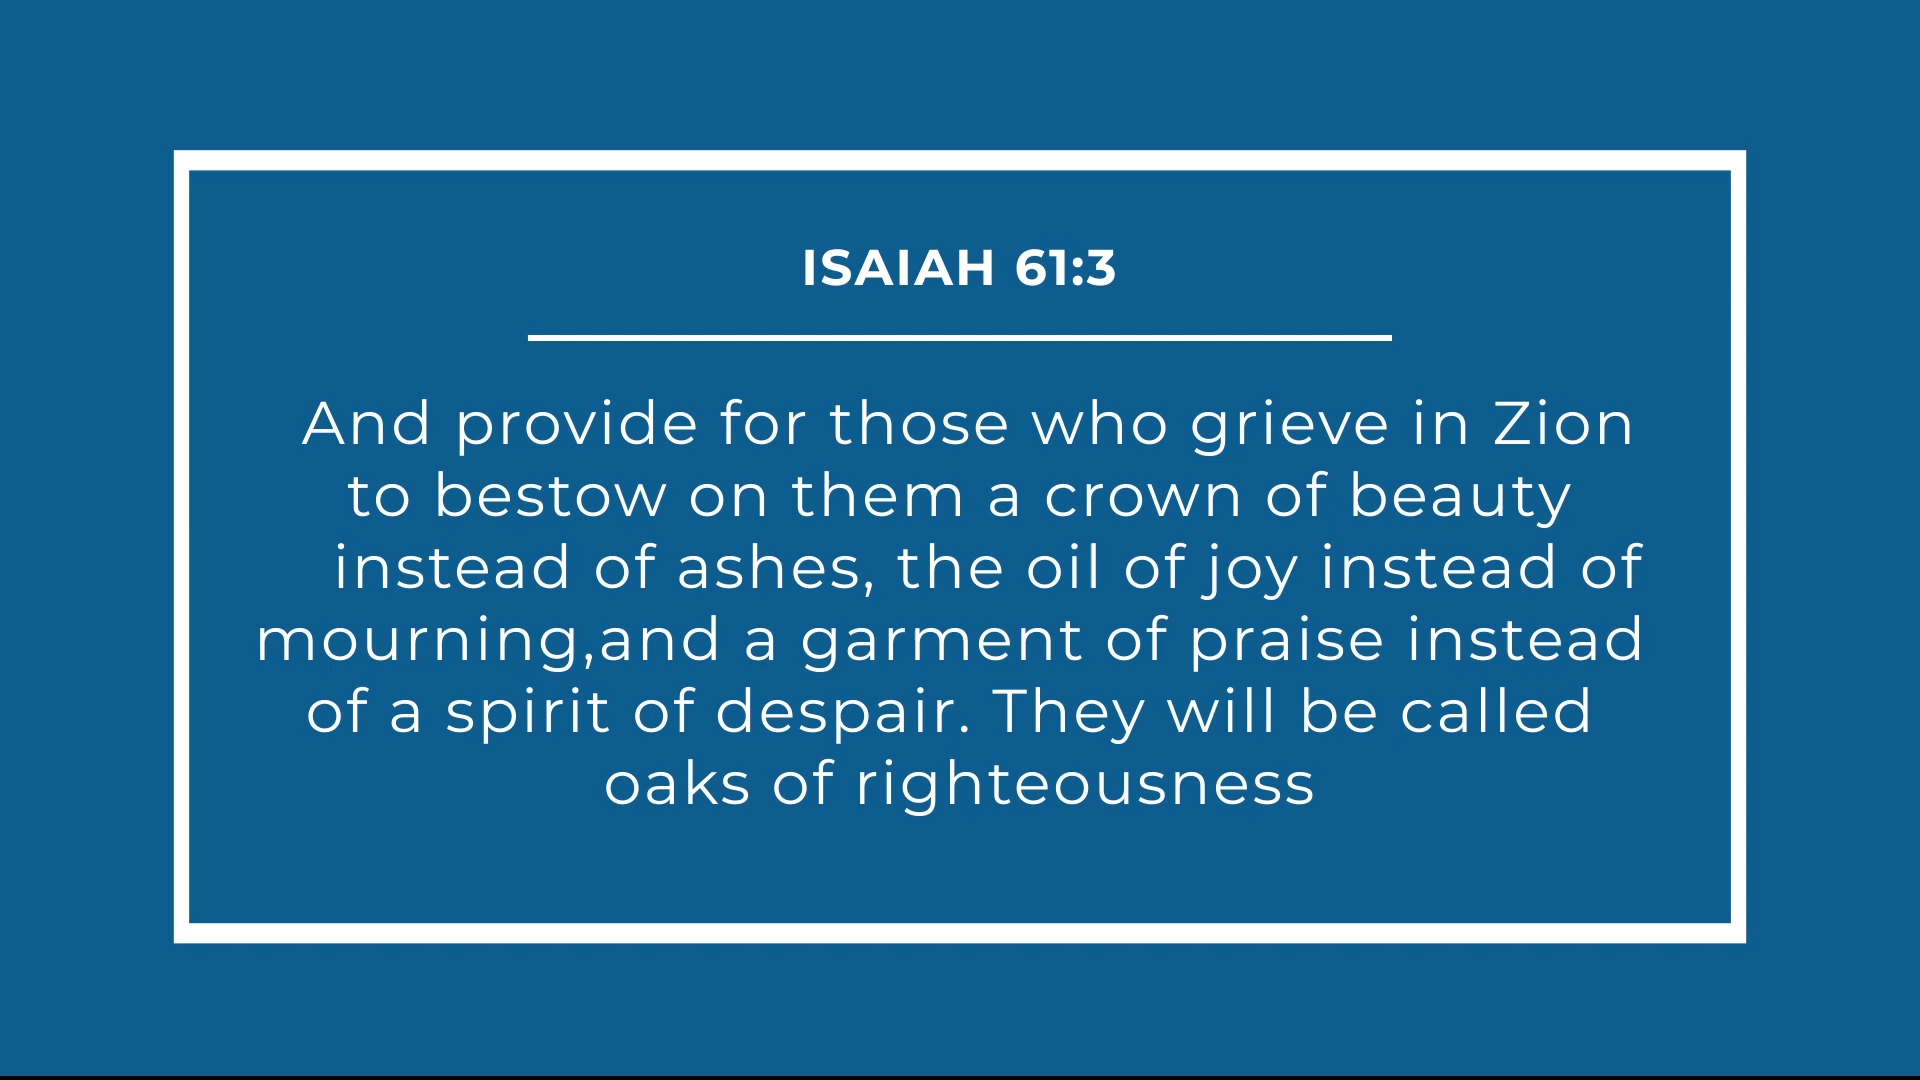 ISAIAH 61:3
And provide for those who grieve in Zion
to bestow on them a crown of beauty
instead of ashes, the oil of joy instead of
mourning,and a garment of praise instead
of a spirit of despair. They will be called
oaks of righteousness